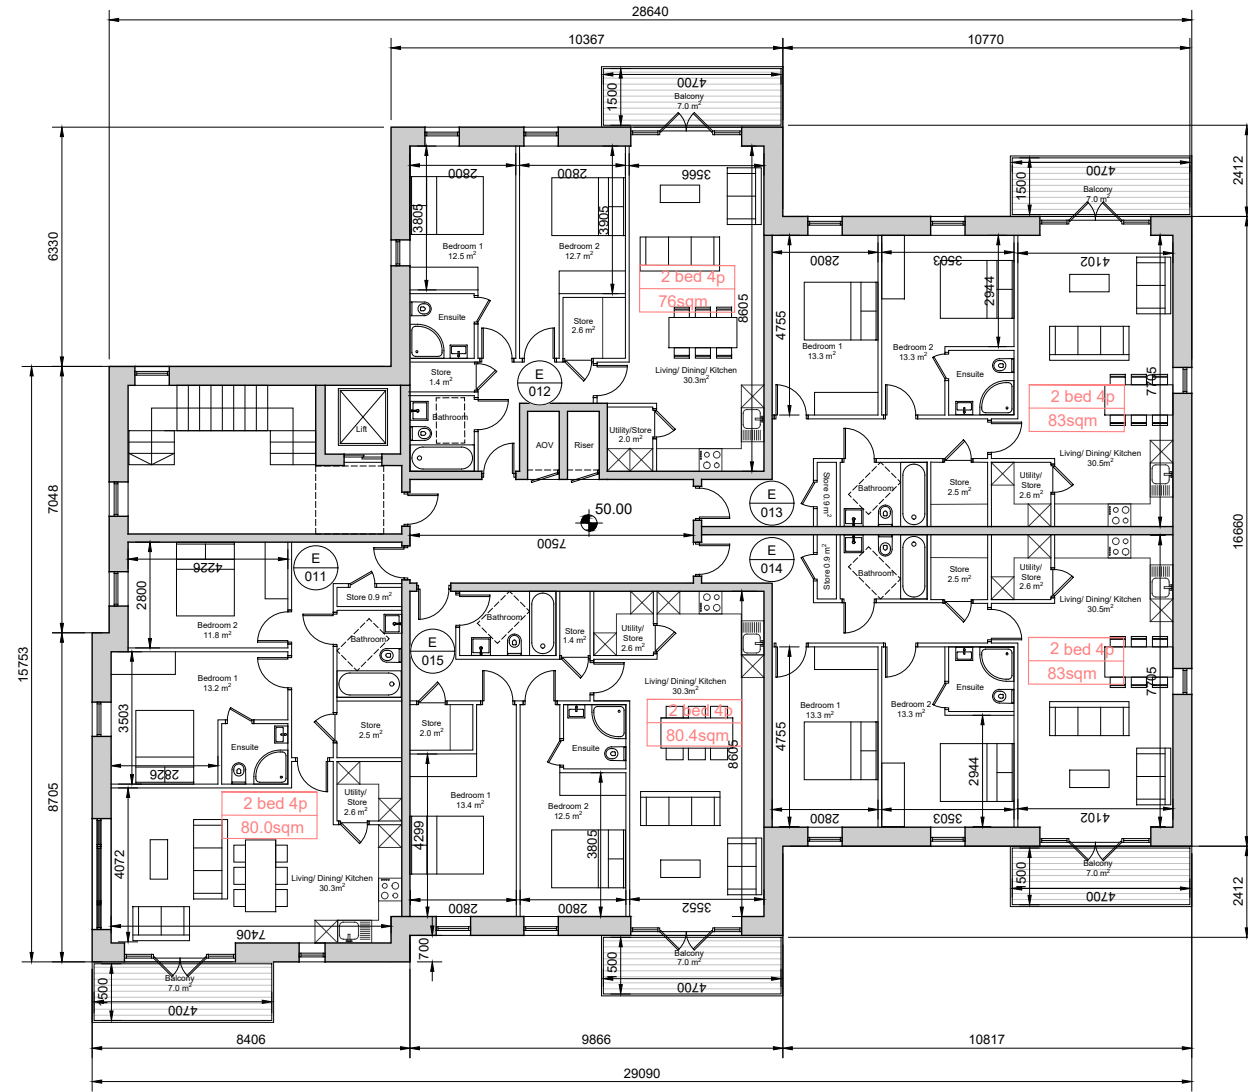 28640
10367
10770
4700
1500
Balcony
7.0 m²
2412
4700
1500
Balcony
7.0 m²
6330
2800
2800
3566
3805
3905
Bedroom 1
12.5 m²
Bedroom 2
12.7 m²
2 bed 4p
76sqm
8605
2800
3503
4102
2944
4755
Ensuite
Store
2.6 m²
Bedroom 1
13.3 m²
Bedroom 2
13.3 m²
Living/ Dining/ Kitchen
30.3m²
Store
1.4 m²
E
012
Ensuite
2 bed 4p
83sqm
7705
Bathroom
Lift
Utility/Store
2.0 m²
AOV
Riser
Living/ Dining/ Kitchen
30.5m²
15753
7048
16660
Store 0.9 m²
Bathroom
Store
2.5 m²
Utility/
Store
2.6 m²
E
013
50.00
7500
E
011
E
014
4226
2800
Store 0.9 m²
Bathroom
Store
2.5 m²
Utility/
Store
2.6 m²
Living/ Dining/ Kitchen
30.5m²
Store 0.9 m²
Bedroom 2
11.8 m²
Bathroom
E
015
Bathroom
Store
1.4 m²
Utility/
Store
2.6 m²
2 bed 4p
83sqm
7705
Bedroom 1
13.2 m²
3503
Living/ Dining/ Kitchen
30.3m²
Ensuite
2 bed 4p
80.4sqm
8605
Bedroom 1
13.3 m²
Bedroom 2
13.3 m²
Store
2.5 m²
Store
2.0 m²
Ensuite
Ensuite
4755
2944
2826
8705
2 bed 4p
80.0sqm
Utility/
Store
2.6 m²
Bedroom 1
13.4 m²
Bedroom 2
12.5 m²
4299
3805
2800
3503
4102
4072
Living/ Dining/ Kitchen
30.3m²
1500
Balcony
7.0 m²
4700
2412
2800
2800
3552
7406
700
1500
Balcony
7.0 m²
4700
1500
Balcony
7.0 m²
4700
8406
9866
10817
29090